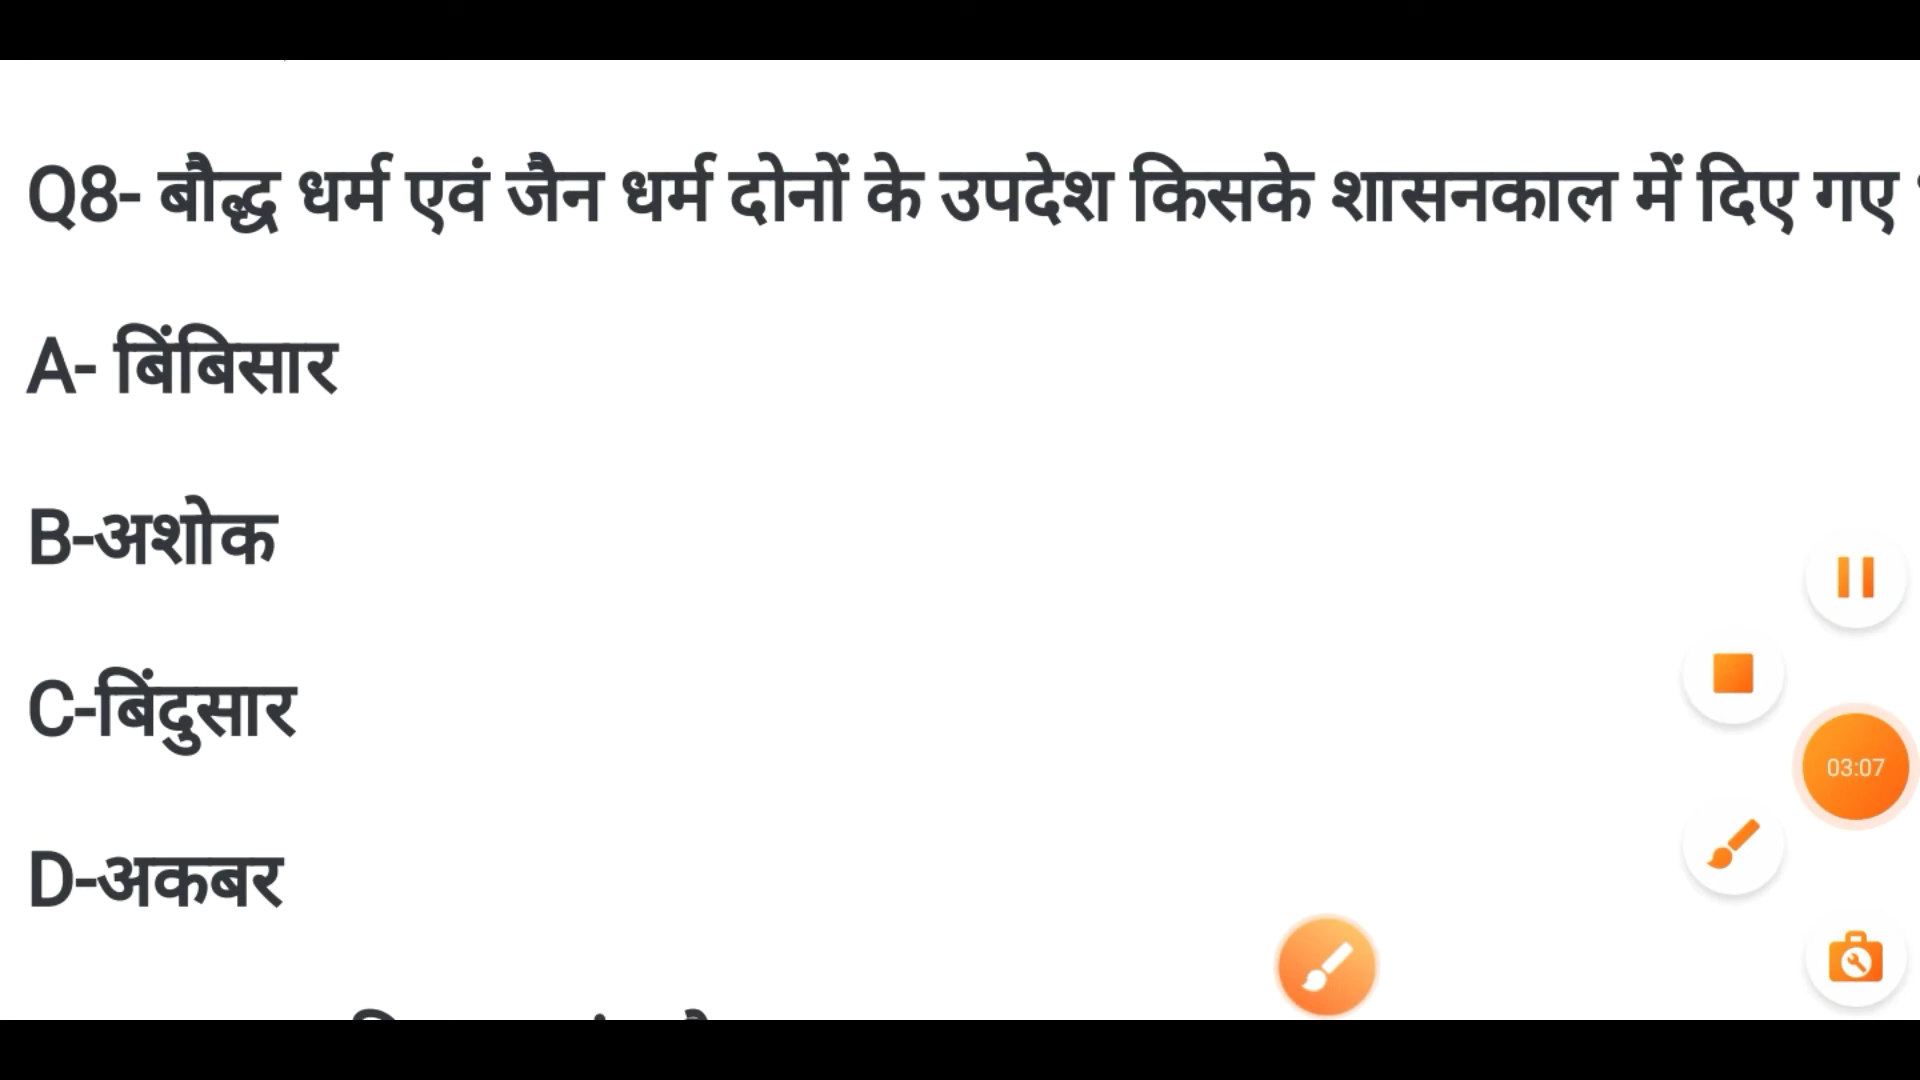 Q8- बौद्ध धर्म एवं जैन धर्म दोनों के उपदेश किसके शासनकाल में दिए गए
A- बिंबिसार
B-अशोक
C-बिंदुसार
D-अकबर
03:07